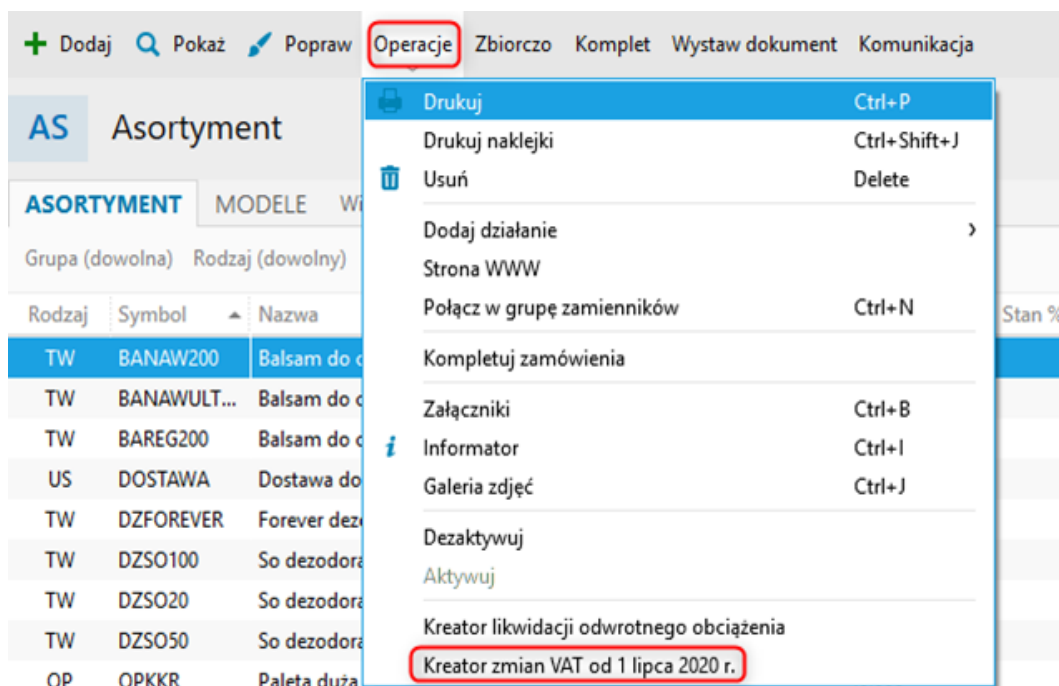 Dodaj Pokaż Popraw Operacje Zbiorczo Komplet Wystaw dokument Komunikacja
AS Asortyment
ASORTYMENT MODELE
Grupa (dowolna) Rodzaj (dowolny)
Rodzaj Symbol Nazwa Stan %
TW BANAW200 Balsam do
TW BANAWULT... Balsam do
TW BAREG200 Balsam do
US DOSTAWA Dostawa do
TW DZFOREVER Forever
TW DZSO100 So
TW DZSO20 So
TW DZSO50 So
OP OPKKR Paleta duża
Drukuj Ctrl+P
Drukuj naklejki Ctrl+Shift+J
Usuń Delete
Dodaj działanie
Strona WWW
Połącz w grupę zamienników Ctrl+N
Kompletuj zamówienia
Załączniki Ctrl+B
Informator Ctrl+I
Galeria zdjęć Ctrl+J
Dezaktywuj
Aktywuj
Kreator likwidacji odwrotnego obciążenia
Kreator zmian VAT od 1 lipca 2020 r.